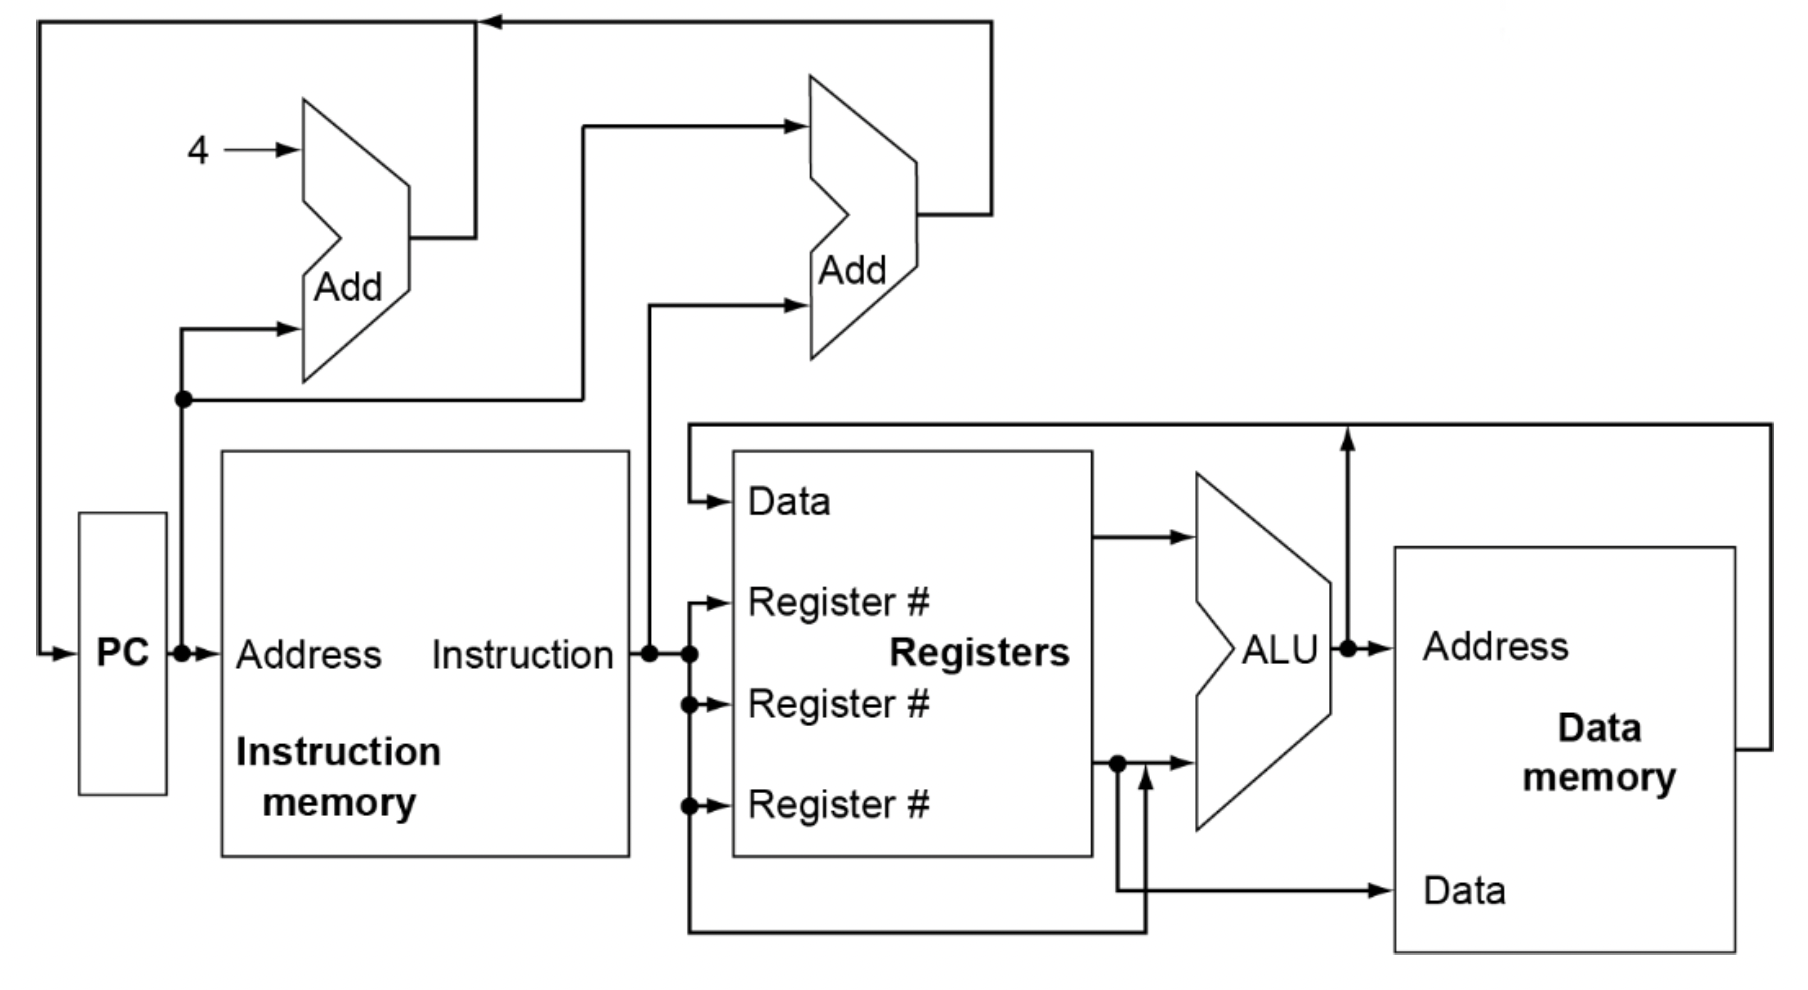 4
Add
Add
Data
Register #
PC
Address
Instruction
Registers
ALU
Address
Register #
Instruction
memory
Data
memory
Register #
Data